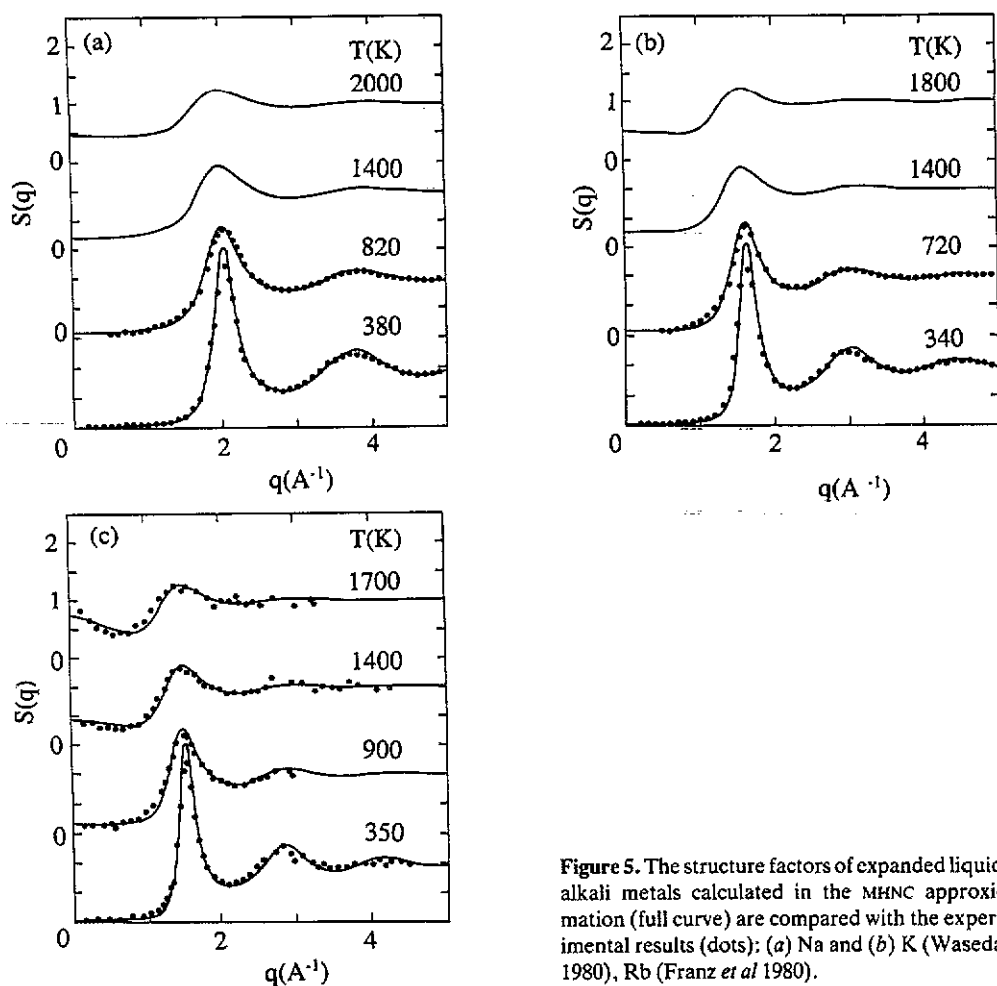 (a)
T(K)
2
2000
1
0
1400
S(q)
0
820
0
380
0
2
4
q(A⁻¹)
(b)
T(K)
2
1800
1
0
1400
S(q)
0
720
0
340
0
0
2
4
q(A ⁻¹)
(c)
T(K)
2
1700
1
0
1400
S(q)
0
900
0
350
0
0
2
4
q(A⁻¹)
Figure 5. The structure factors of expanded liquid
alkali metals calculated in the MHNC approxi-
mation (full curve) are compared with the exper-
imental results (dots): (a) Na and (b) K (Waseda
1980), Rb (Franz et al 1980).